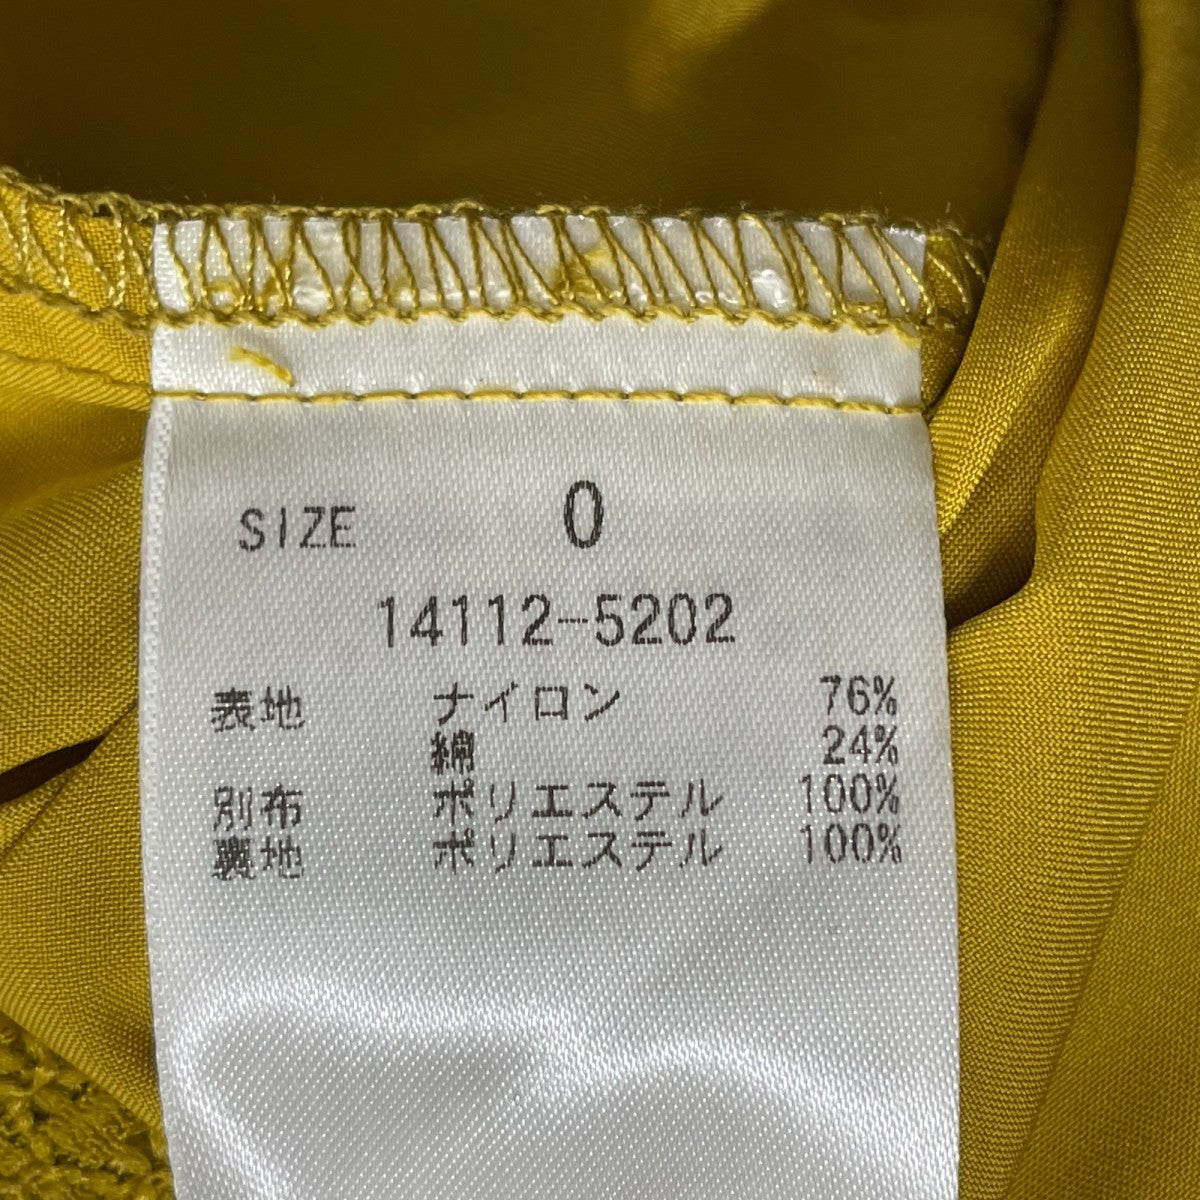 SIZE 0
14112-5202
表地 ナイロン 76%
綿 24%
別布 ポリエステル 100%
裏地 ポリエステル 100%